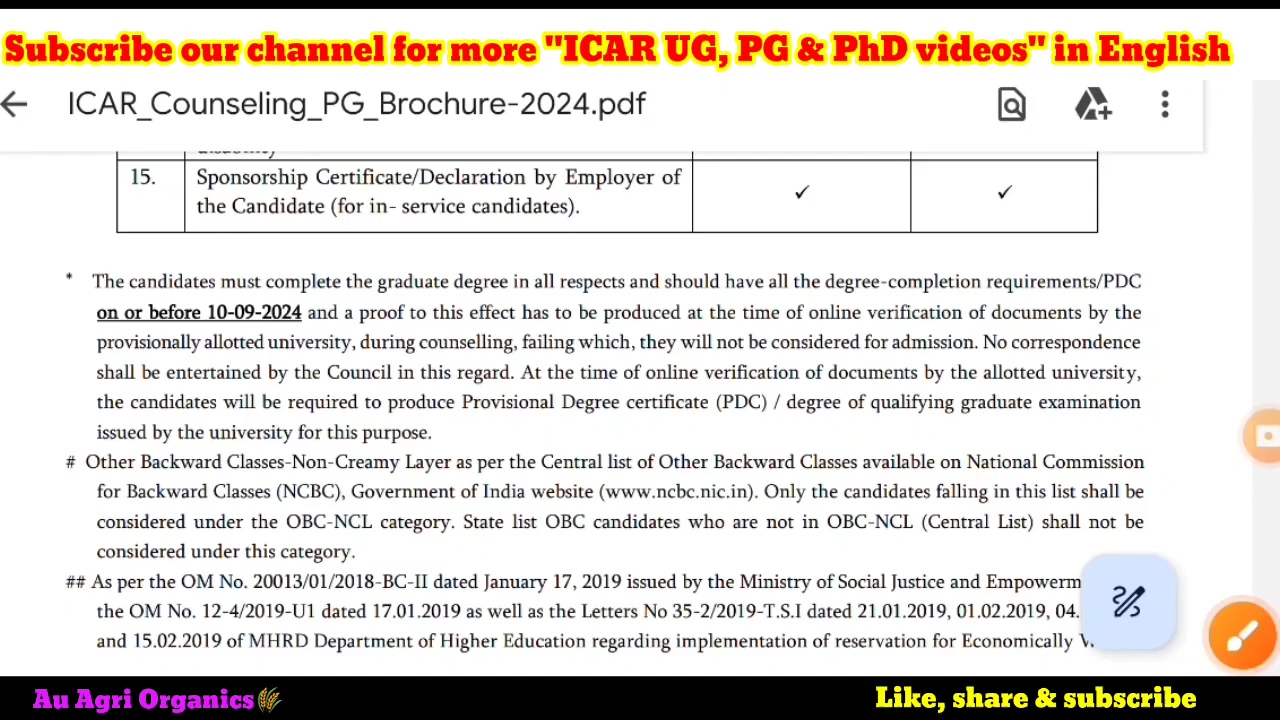 Subscribe our channel for more "ICAR UG, PG & PhD videos" in English
ICAR_Counseling_PG_Brochure-2024.pdf
15. Sponsorship Certificate/Declaration by Employer of ✓ ✓
the Candidate (for in- service candidates).
* The candidates must complete the graduate degree in all respects and should have all the degree-completion requirements/PDC
on or before 10-09-2024 and a proof to this effect has to be produced at the time of online verification of documents by the
provisionally allotted university, during counselling, failing which, they will not be considered for admission. No correspondence
shall be entertained by the Council in this regard. At the time of online verification of documents by the allotted university,
the candidates will be required to produce Provisional Degree certificate (PDC) / degree of qualifying graduate examination
issued by the university for this purpose.
# Other Backward Classes-Non-Creamy Layer as per the Central list of Other Backward Classes available on National Commission
for Backward Classes (NCBC), Government of India website (www.ncbc.nic.in). Only the candidates falling in this list shall be
considered under the OBC-NCL category. State list OBC candidates who are not in OBC-NCL (Central List) shall not be
considered under this category.
## As per the OM No. 20013/01/2018-BC-II dated January 17, 2019 issued by the Ministry of Social Justice and Empowerm
the OM No. 12-4/2019-U1 dated 17.01.2019 as well as the Letters No 35-2/2019-T.S.I dated 21.01.2019, 01.02.2019, 04.
and 15.02.2019 of MHRD Department of Higher Education regarding implementation of reservation for Economically
Au Agri Organics🌾
Like, share & subscribe